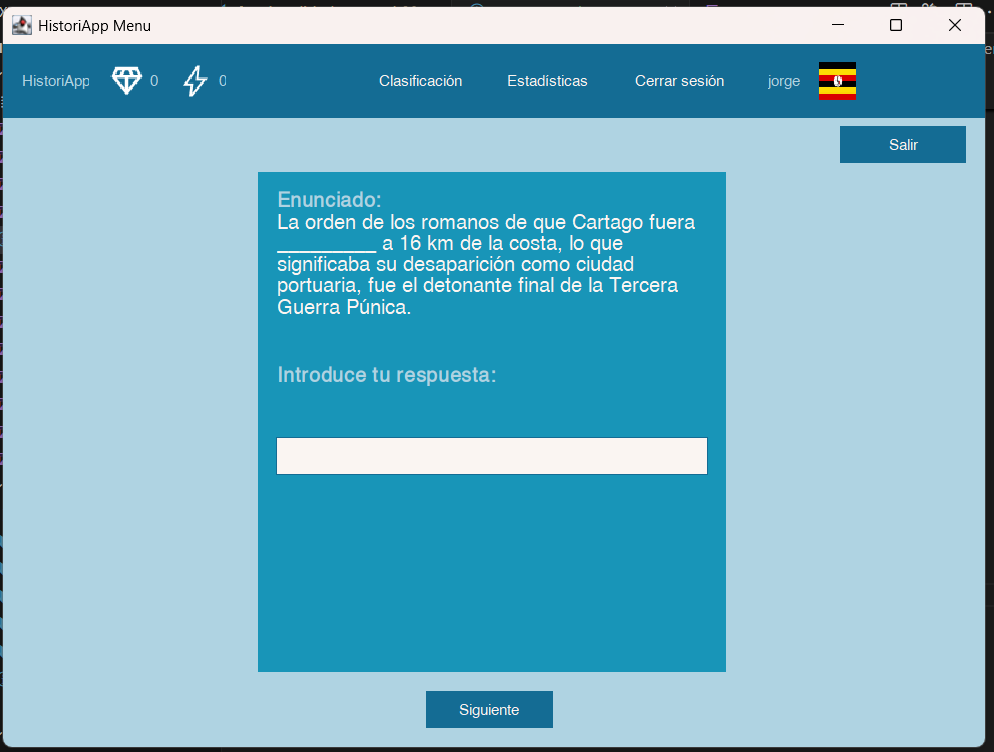 HistoriApp Menu
HistoriApp 0 0 Clasificación Estadísticas Cerrar sesión jorge
Salir
Enunciado:
La orden de los romanos de que Cartago fuera
_________ a 16 km de la costa, lo que
significaba su desaparición como ciudad
portuaria, fue el detonante final de la Tercera
Guerra Púnica.
Introduce tu respuesta:
Siguiente